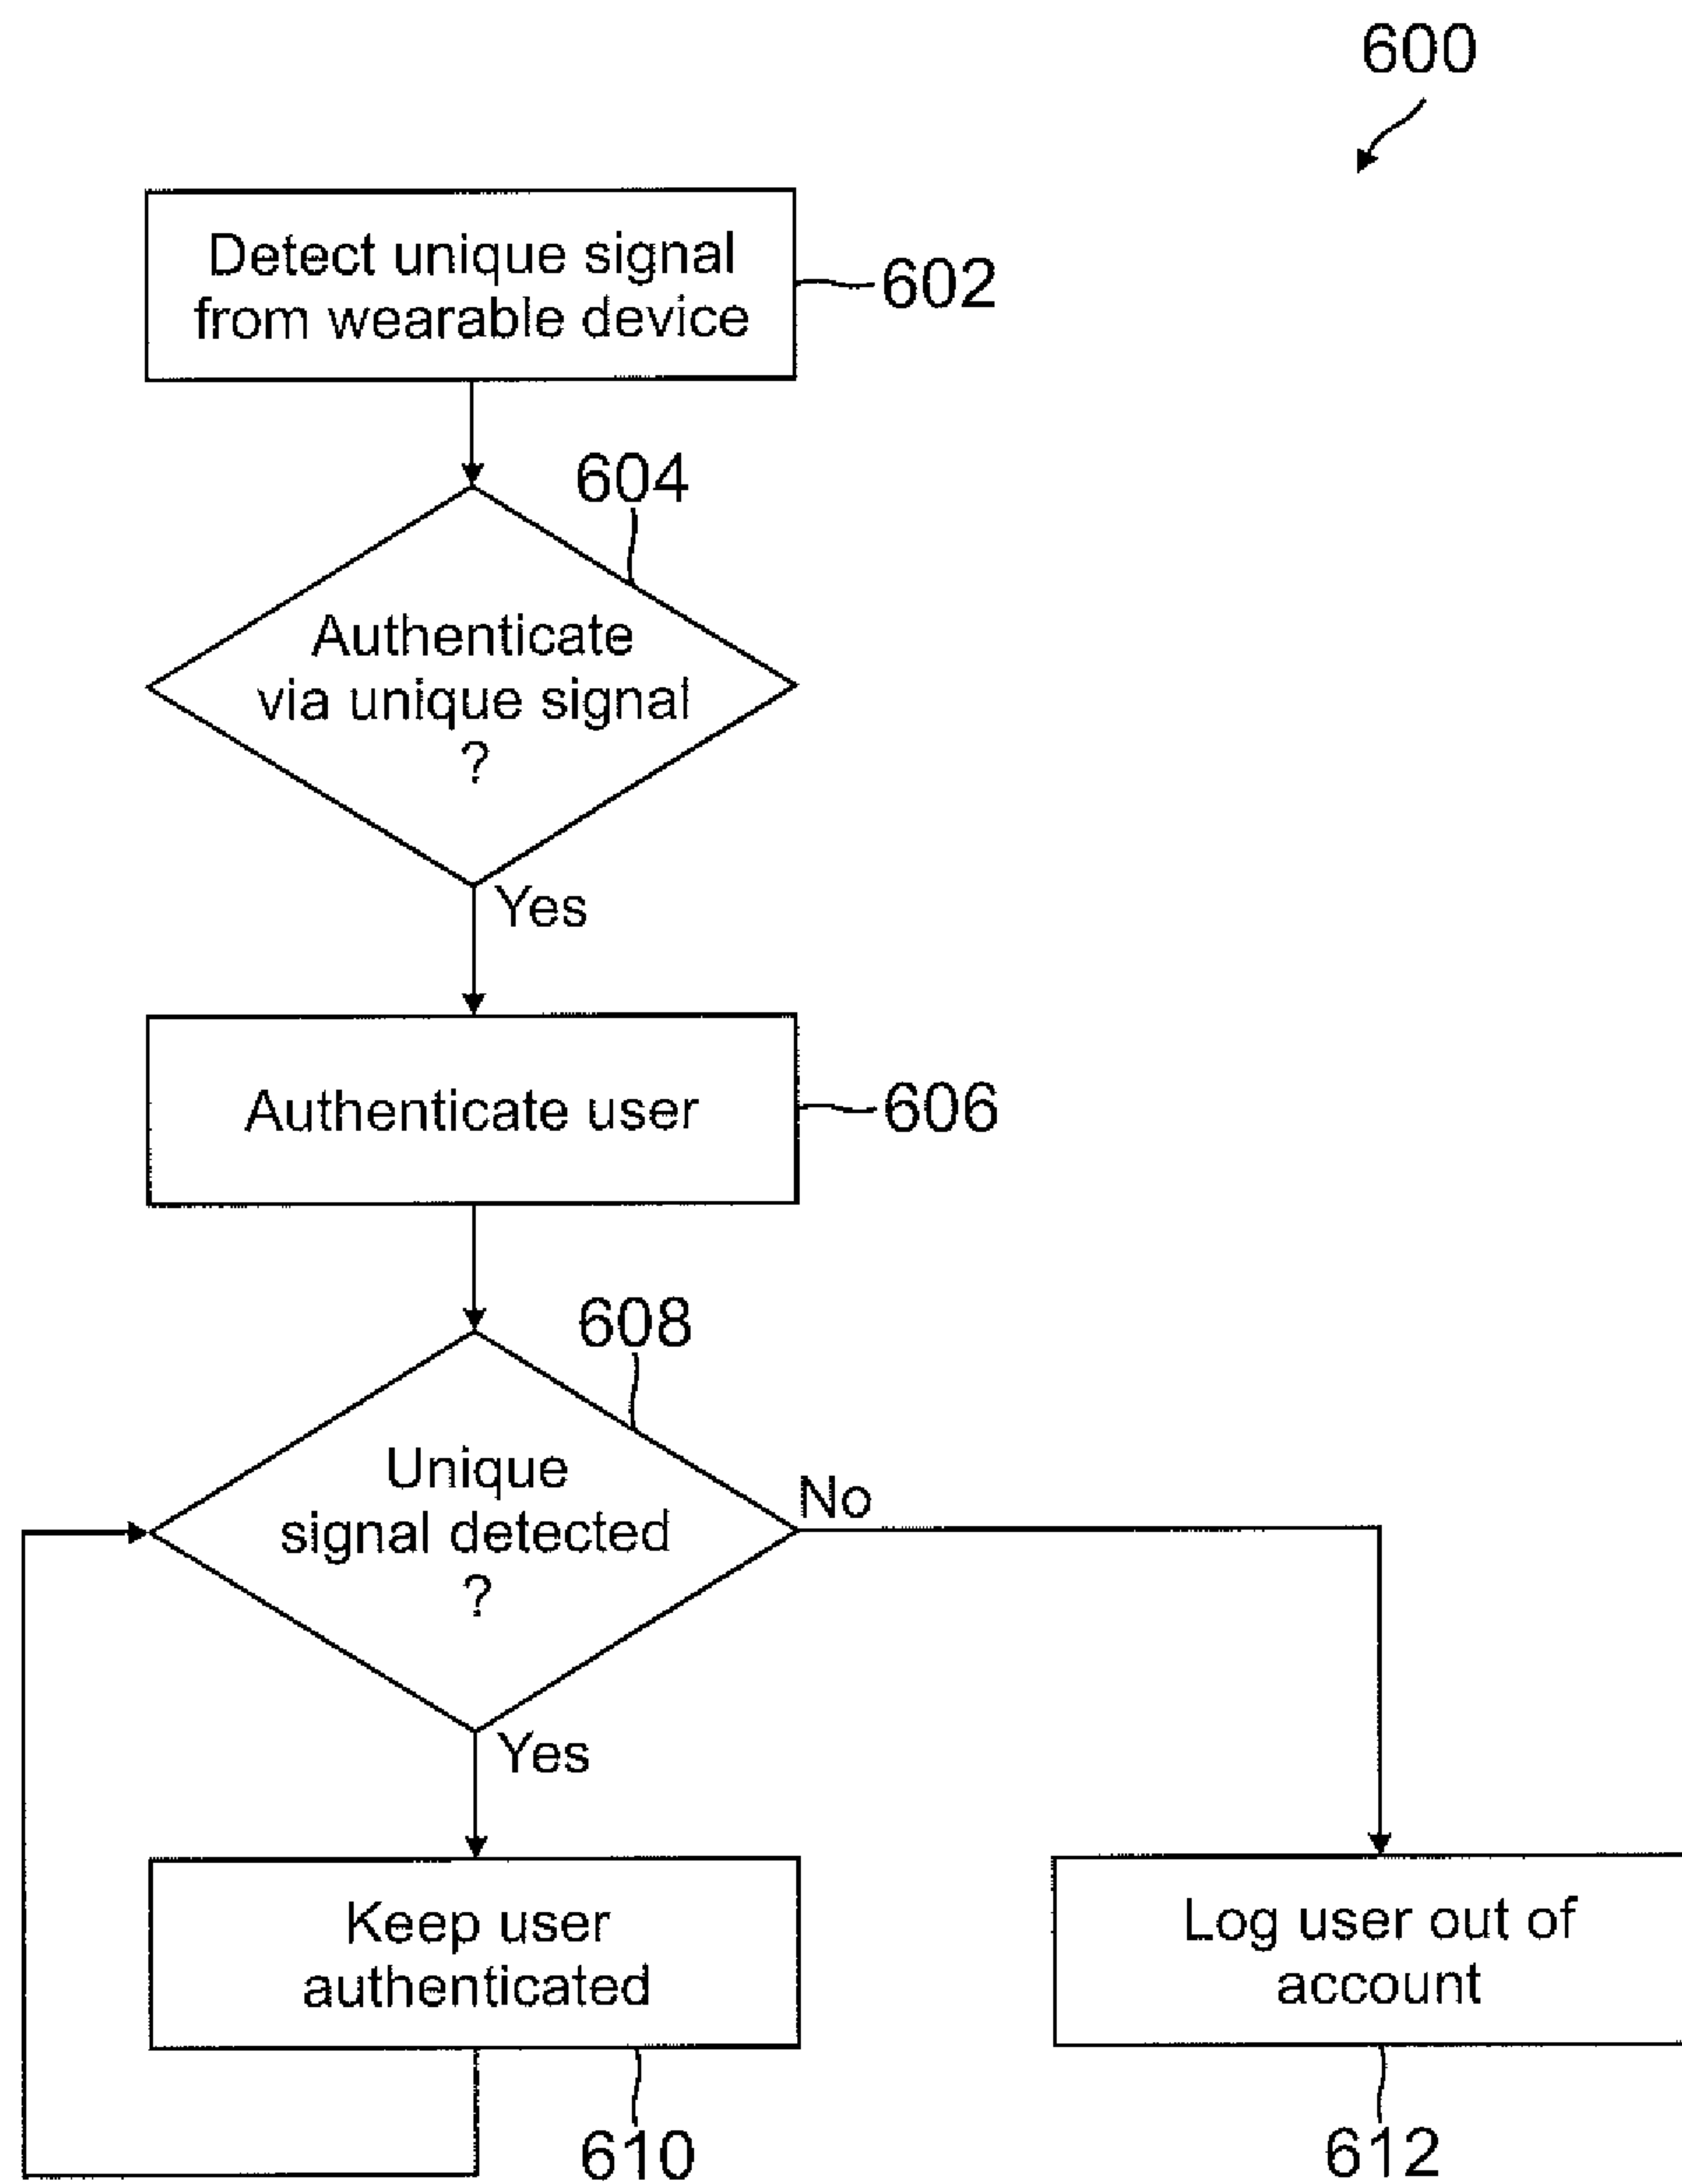 600
Detect unique signal
from wearable device
602
604
Authenticate
via unique signal
?
Yes
Authenticate user
606
608
Unique
signal detected
?
No
Yes
Keep user
authenticated
Log user out of
account
610
612